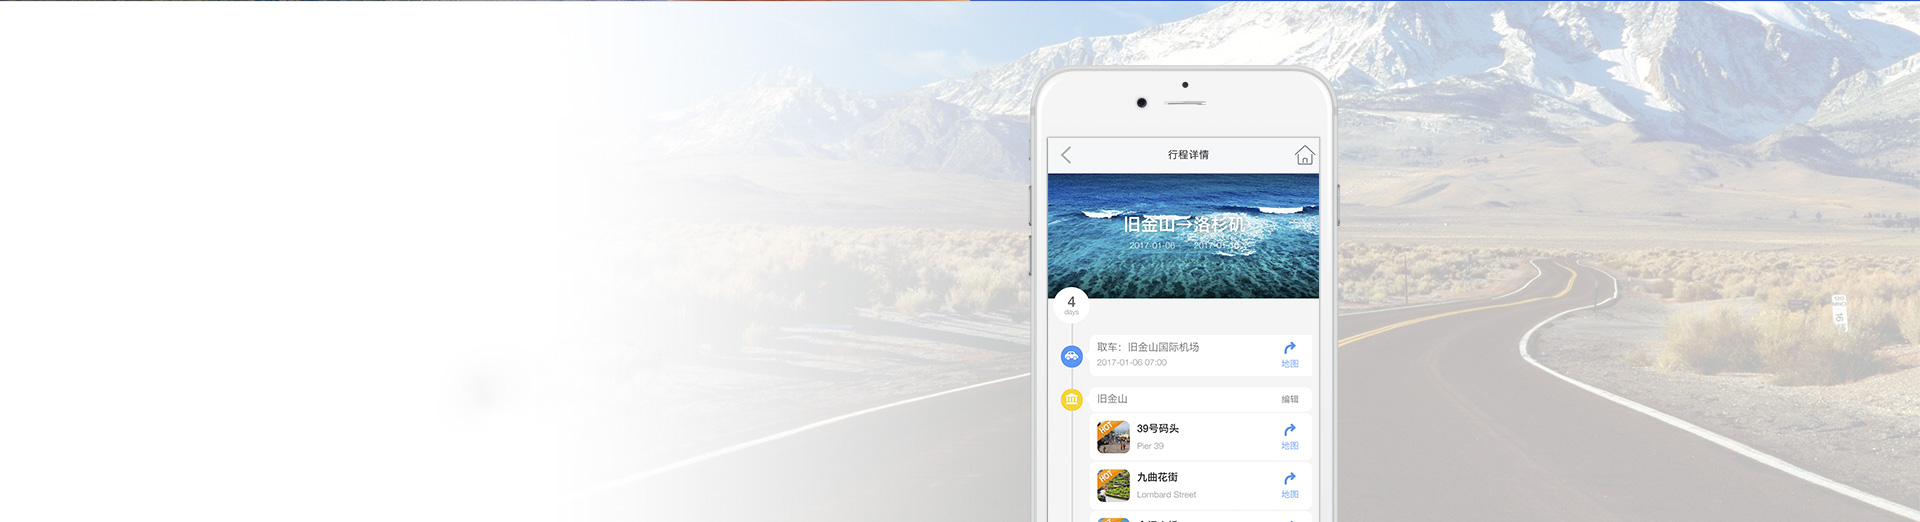 行程详情
旧金山→洛杉矶
2017-01-06 2017-01-10
4
days
取车：旧金山国际机场
2017-01-06 07:00
地图
旧金山
编辑
HOT
39号码头
Pier 39
地图
HOT
九曲花街
Lombard Street
地图